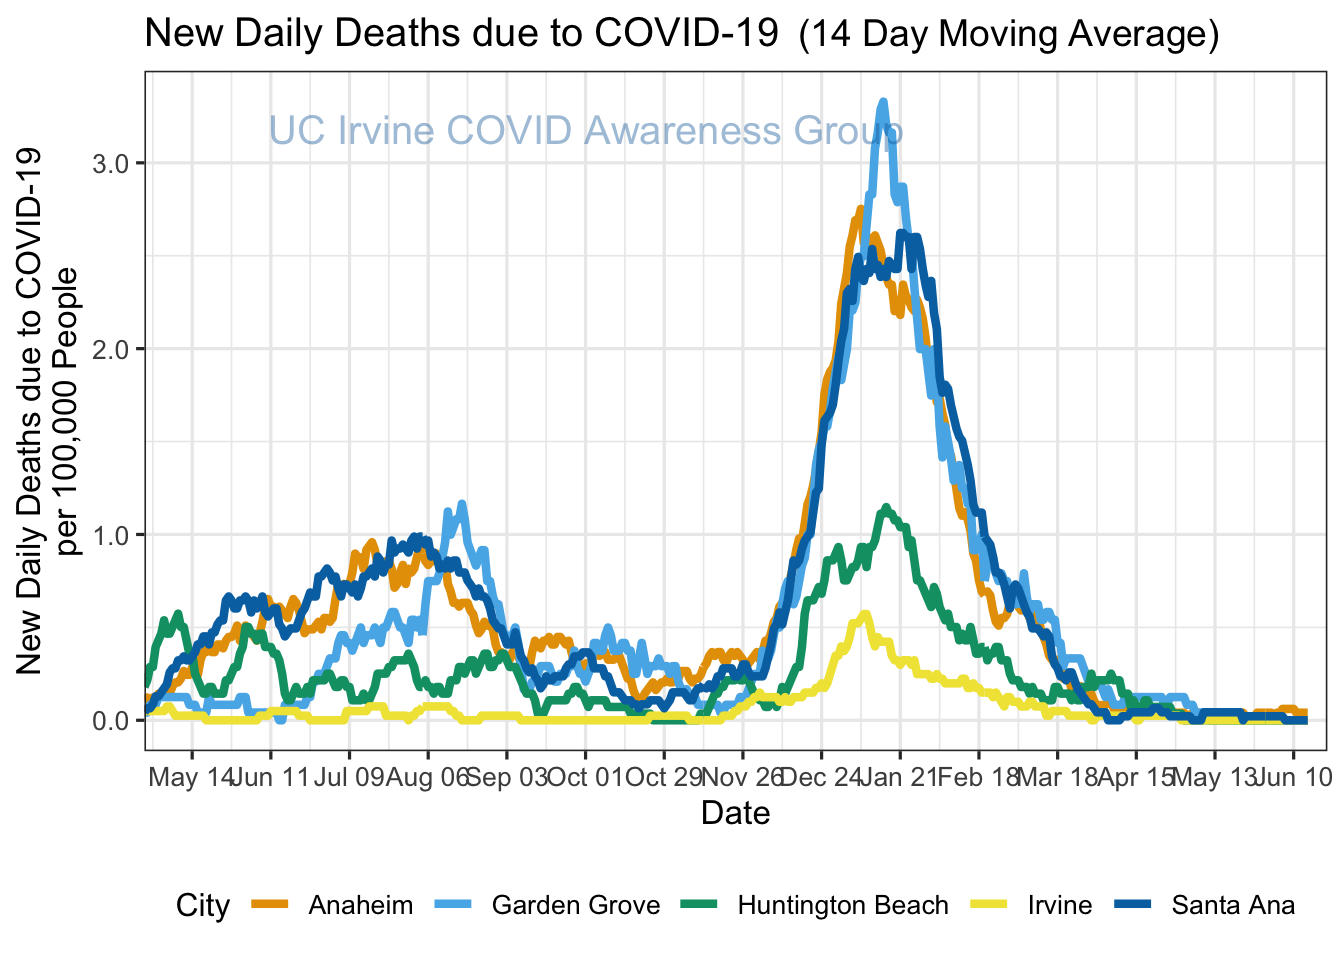 New Daily Deaths due to COVID-19 (14 Day Moving Average)
UC Irvine COVID Awareness Group
New Daily Deaths due to COVID-19
per 100,000 People
3.0
2.0
1.0
0.0
May 14 Jun 11 Jul 09 Aug 06 Sep 03 Oct 01 Oct 29 Nov 26 Dec 24 Jan 21 Feb 18 Mar 18 Apr 15 May 13 Jun 10
Date
City Anaheim Garden Grove Huntington Beach Irvine Santa Ana